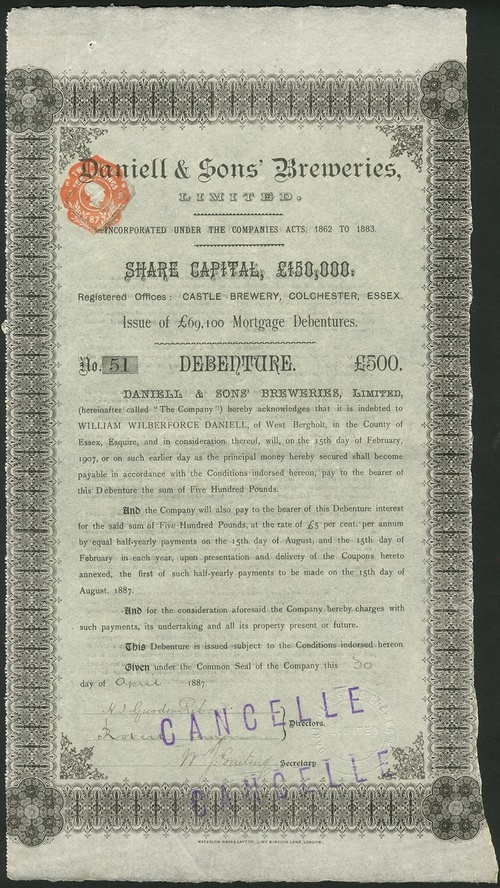 Daniell & Sons' Breweries,
LIMITED.
INCORPORATED UNDER THE COMPANIES ACTS, 1862 TO 1883.
SHARE CAPITAL, £150,000.
Registered Offices: CASTLE BREWERY, COLCHESTER, ESSEX.
Issue of £69,100 Mortgage Debentures.
No. 51 DEBENTURE. £500.
DANIELL & SONS' BREWERIES, LIMITED,
(hereinafter called "The Company") hereby acknowledges that it is indebted to
WILLIAM WILBERFORCE DANIELL, of West Bergholt, in the County of
Essex, Esquire, and in consideration thereof, will, on the 15th day of February,
1907, or on such earlier day as the principal money hereby secured shall become
payable in accordance with the Conditions indorsed hereon, pay to the bearer of
this Debenture the sum of Five Hundred Pounds.
And the Company will also pay to the bearer of this Debenture interest
for the said sum of Five Hundred Pounds, at the rate of £5 per cent. per annum
by equal half-yearly payments on the 15th day of August, and the 15th day of
February in each year, upon presentation and delivery of the Coupons hereto
annexed, the first of such half-yearly payments to be made on the 15th day of
August, 1887.
And for the consideration aforesaid the Company hereby charges with
such payments, its undertaking and all its property present or future.
This Debenture is issued subject to the Conditions indorsed hereon
Given under the Common Seal of the Company this 30
day of April 1887
CANCELLE
Directors.
Secretary
CANCELLE